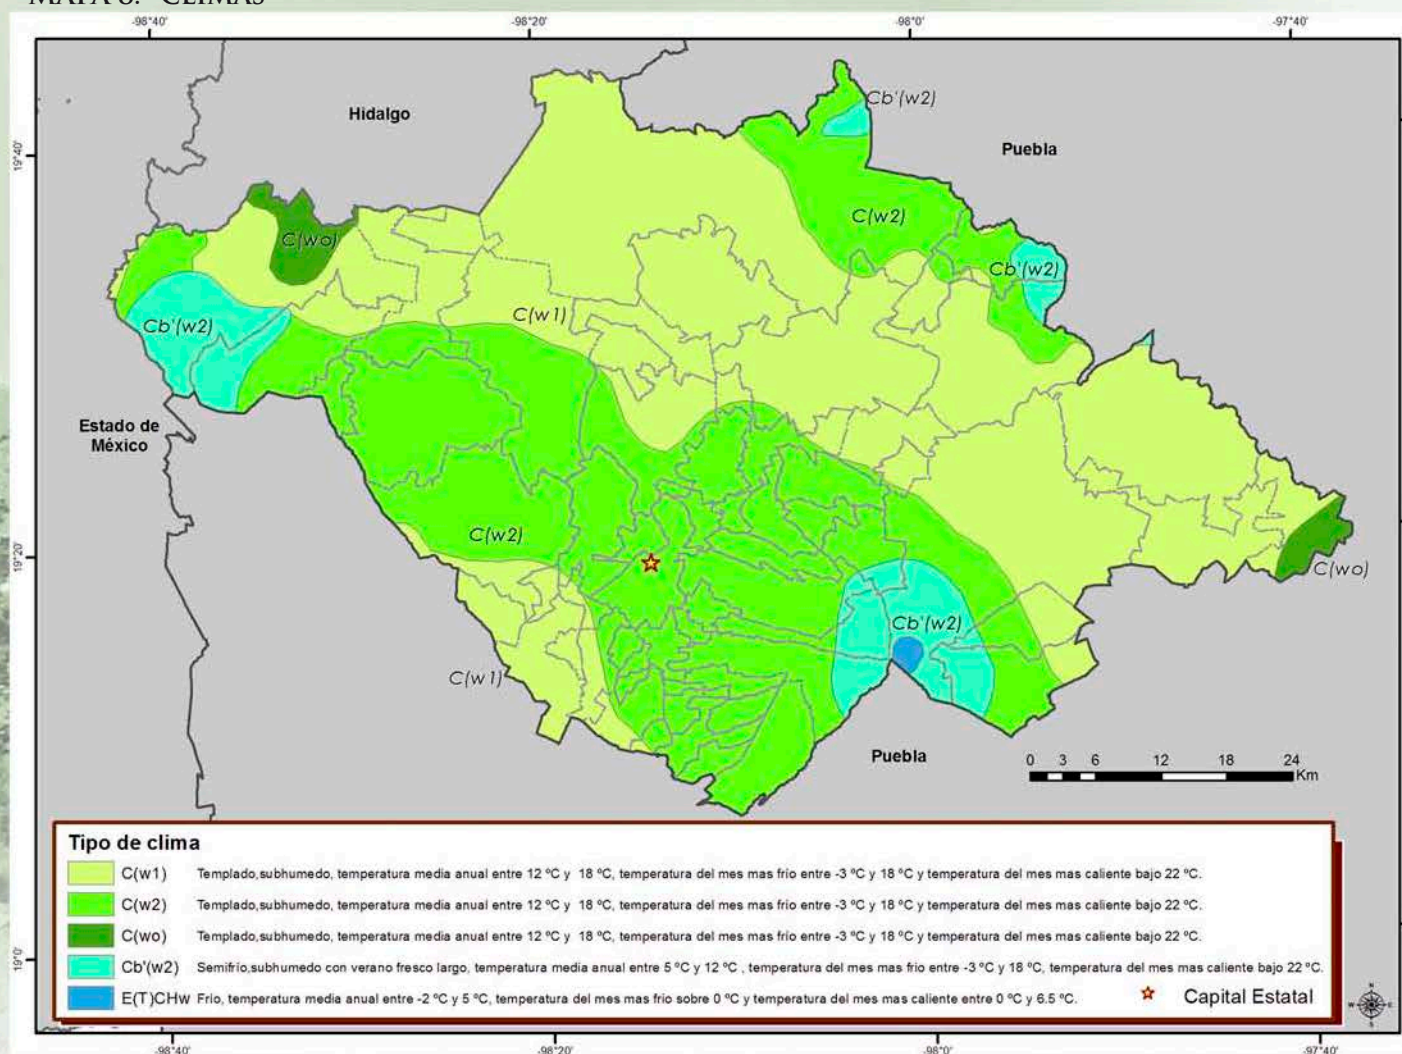 MAPA 8. CLIMAS
-98°40' -98°20' -98°0' -97°40'
Cb'(w2)
Hidalgo
Puebla
19°40'
C(w2)
C(wo)
Cb'(w2)
C(w1)
Cb'(w2)
Estado de
México
C(w2)
19°20'
C(wo)
Cb'(w2)
C(w1)
Puebla
0 3 6 12 18 24
Km
Tipo de clima
C(w1) Templado,subhumedo, temperatura media anual entre 12 ºC y 18 ºC, temperatura del mes mas frío entre -3 ºC y 18 ºC y temperatura del mes mas caliente bajo 22 ºC.
C(w2) Templado,subhumedo, temperatura media anual entre 12 ºC y 18 ºC, temperatura del mes mas frío entre -3 ºC y 18 ºC y temperatura del mes mas caliente bajo 22 ºC.
C(wo) Templado,subhumedo, temperatura media anual entre 12 ºC y 18 ºC, temperatura del mes mas frío entre -3 ºC y 18 ºC y temperatura del mes mas caliente bajo 22 ºC.
Cb'(w2) Semifrío,subhumedo con verano fresco largo, temperatura media anual entre 5 ºC y 12 ºC , temperatura del mes mas frío entre -3 ºC y 18 ºC, temperatura del mes mas caliente bajo 22 ºC.
E(T)CHw Frío, temperatura media anual entre -2 ºC y 5 ºC, temperatura del mes mas frío sobre 0 ºC y temperatura del mes mas caliente entre 0 ºC y 6.5 ºC.
Capital Estatal
19°0'
N
W E
S
-98°40' -98°20' -98°0' -97°40'